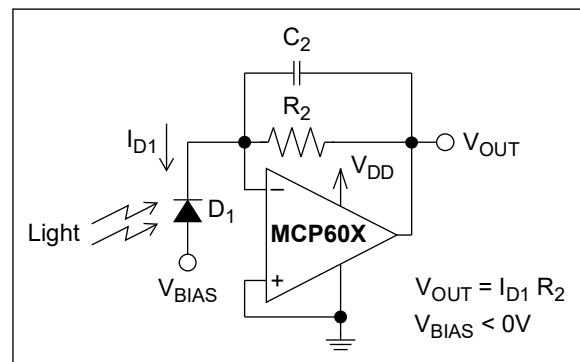 C2
R2
ID1
VOUT
VDD
−
D1
Light
MCP60X
+
VBIAS
VOUT = ID1 R2
VBIAS < 0V